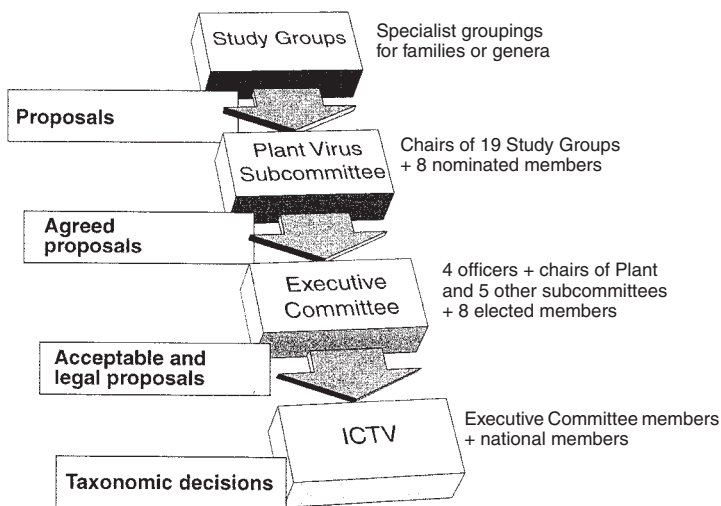 Study Groups
Specialist groupings
for families or genera
Proposals
Plant Virus
Subcommittee
Chairs of 19 Study Groups
+ 8 nominated members
Agreed
proposals
Executive
Committee
4 officers + chairs of Plant
and 5 other subcommittees
+ 8 elected members
Acceptable and
legal proposals
ICTV
Executive Committee members
+ national members
Taxonomic decisions